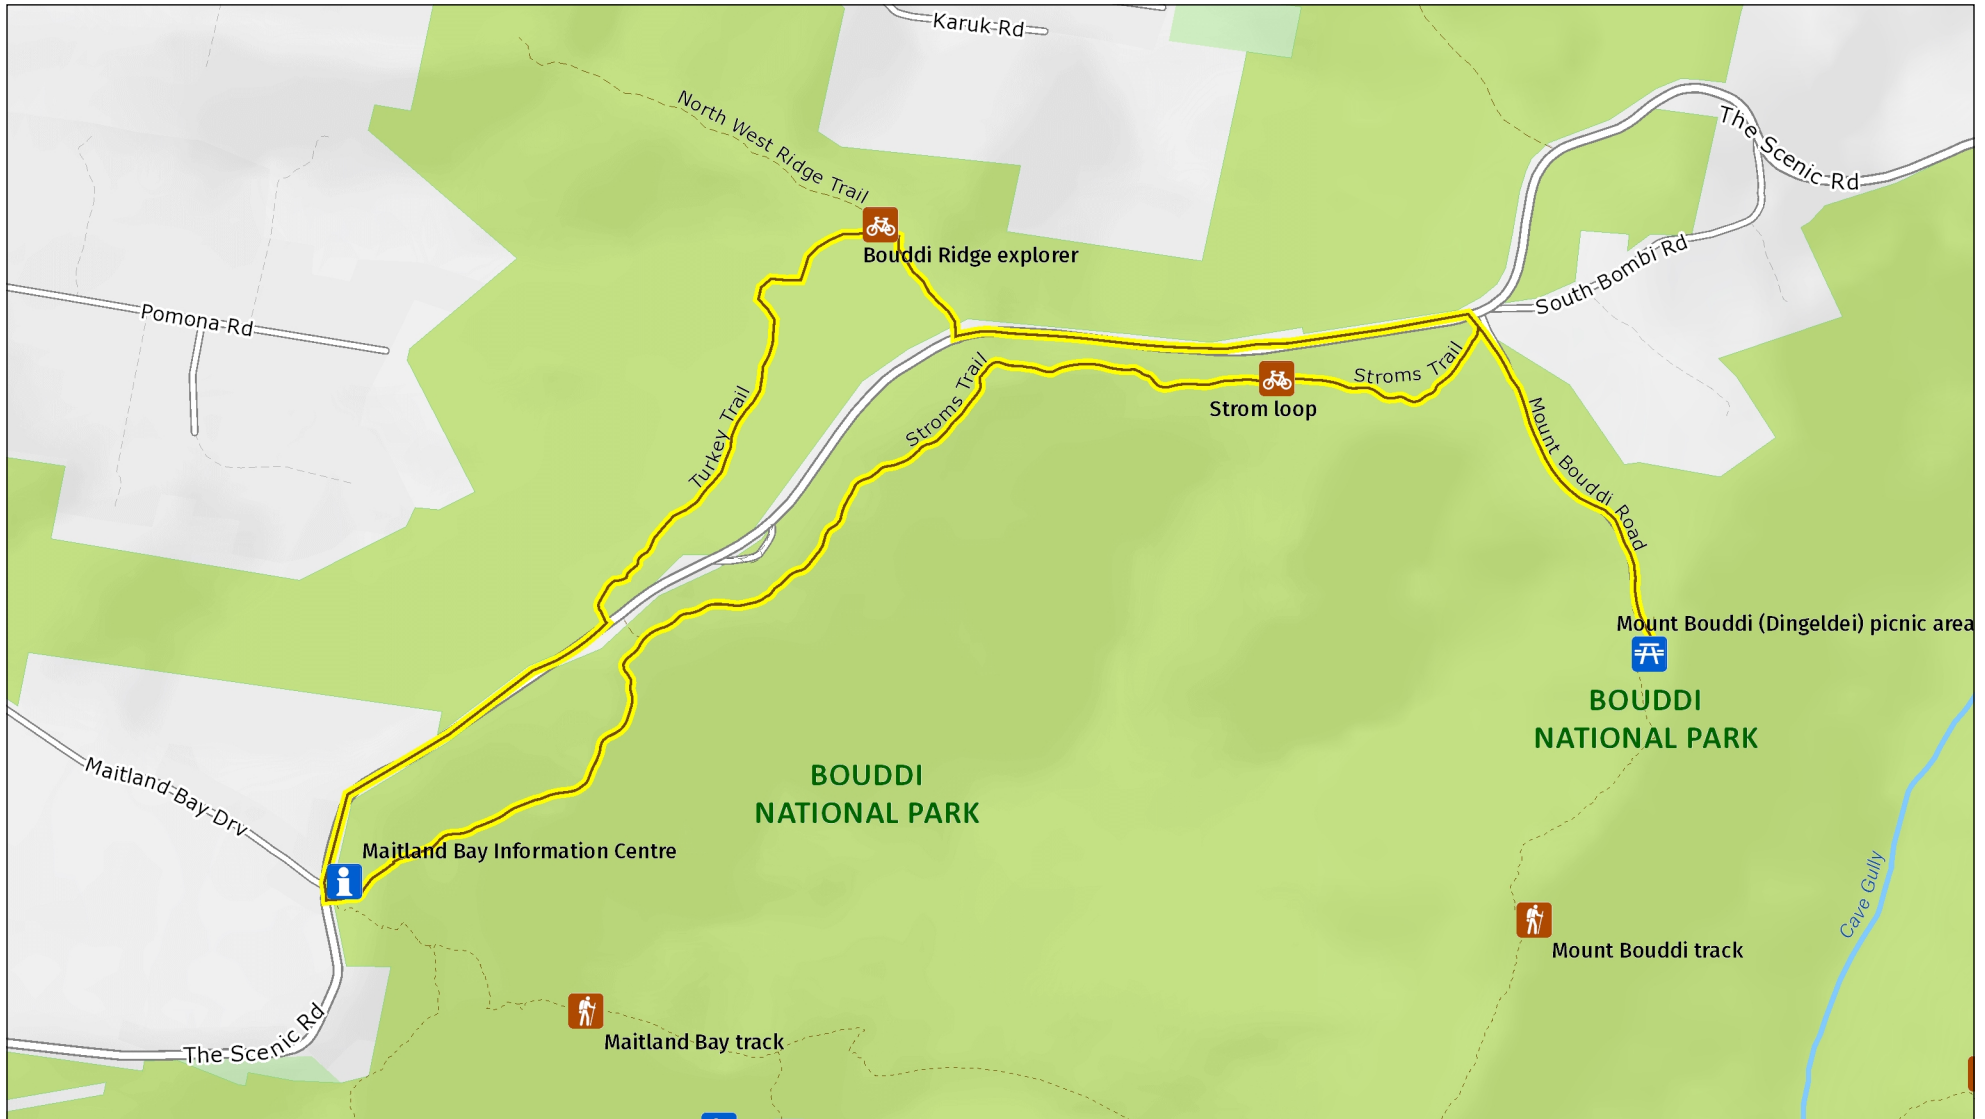 Karuk Rd
North West Ridge Trail
The Scenic Rd
Bouddi Ridge explorer
South Bombi Rd
Pomona Rd
Stroms Trail
Stroms Trail
Strom loop
Turkey Trail
Mount Bouddi Road
Mount Bouddi (Dingeldei) picnic area
BOUDDI
NATIONAL PARK
Maitland Bay Drv
BOUDDI
NATIONAL PARK
Maitland Bay Information Centre
Cave Gully
Mount Bouddi track
The Scenic Rd
Maitland Bay track